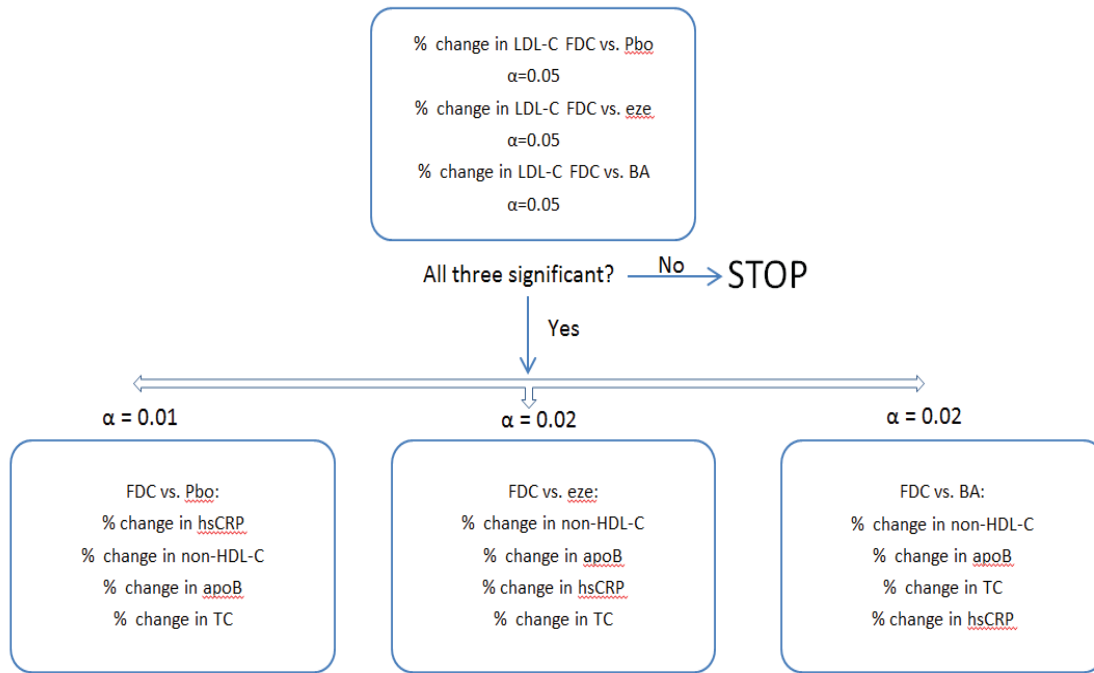 % change in LDL-C FDC vs. Pbo
α=0.05
% change in LDL-C FDC vs. eze
α=0.05
% change in LDL-C FDC vs. BA
α=0.05
All three significant?
No
STOP
Yes
α = 0.01
α = 0.02
α = 0.02
FDC vs. Pbo:
% change in hsCRP
% change in non-HDL-C
% change in apoB
% change in TC
FDC vs. eze:
% change in non-HDL-C
% change in apoB
% change in hsCRP
% change in TC
FDC vs. BA:
% change in non-HDL-C
% change in apoB
% change in TC
% change in hsCRP